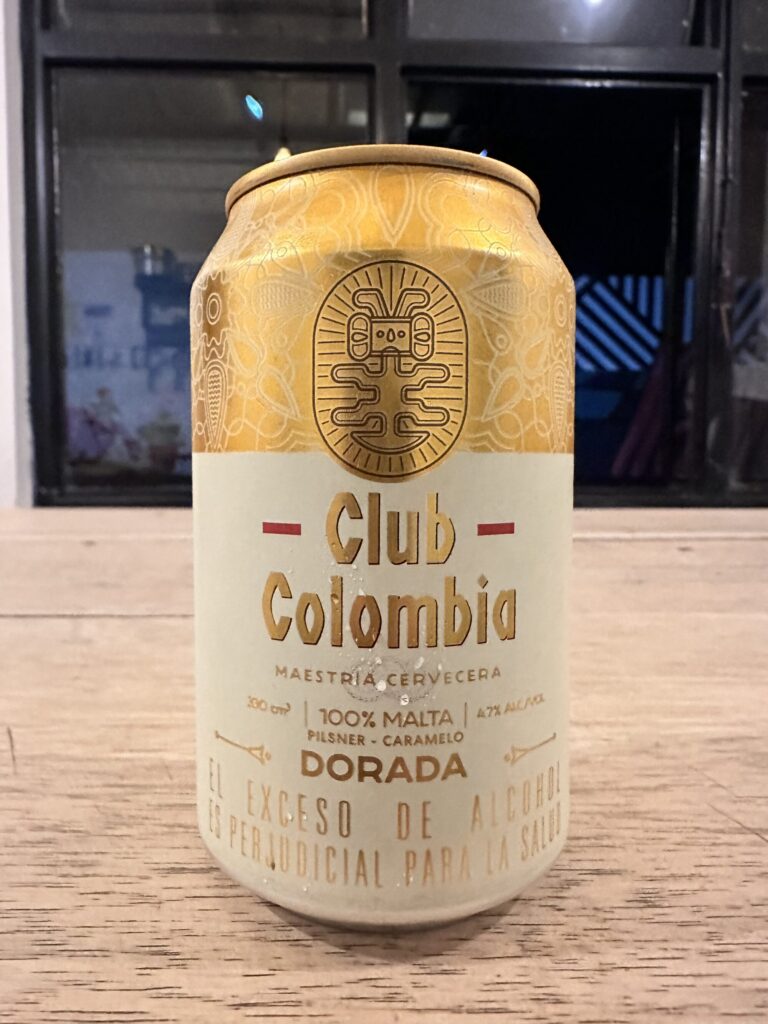 Club
Colombia
MAESTRÍA CERVECERA
330 cm³ | 100% MALTA | 4.7% ALC/VOL
PILSNER - CARAMELO
DORADA
EL EXCESO DE ALCOHOL
ES PERJUDICIAL PARA LA SALUD